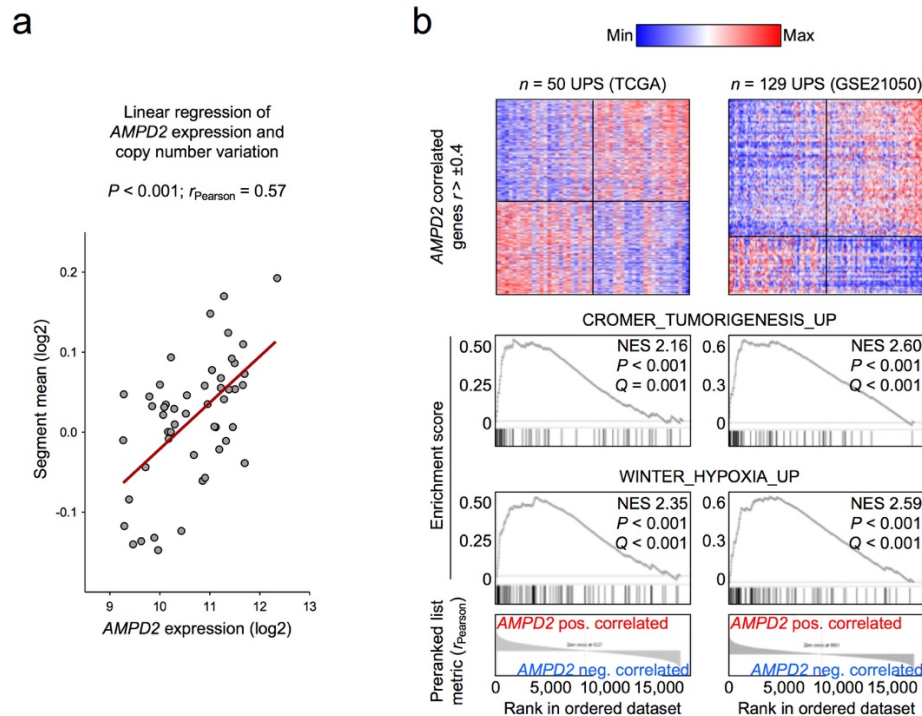 a
Linear regression of
AMPD2 expression and
copy number variation
P < 0.001; rPearson = 0.57
Segment mean (log2)
0.2
0.1
0.0
-0.1
9
10
11
12
13
AMPD2 expression (log2)
b
Min
Max
n = 50 UPS (TCGA)
n = 129 UPS (GSE21050)
AMPD2 correlated
genes r > ±0.4
CROMER_TUMORIGENESIS_UP
Enrichment score
0.50
0.25
0
NES 2.16
P < 0.001
Q = 0.001
0.6
0.3
0
NES 2.60
P < 0.001
Q < 0.001
WINTER_HYPOXIA_UP
0.50
0.25
0
NES 2.35
P < 0.001
Q < 0.001
0.6
0.3
0
NES 2.59
P < 0.001
Q < 0.001
Preranked list
metric (rPearson)
AMPD2 pos. correlated
AMPD2 neg. correlated
AMPD2 pos. correlated
AMPD2 neg. correlated
0
5,000
10,000
15,000
Rank in ordered dataset
0
5,000
10,000
15,000
Rank in ordered dataset